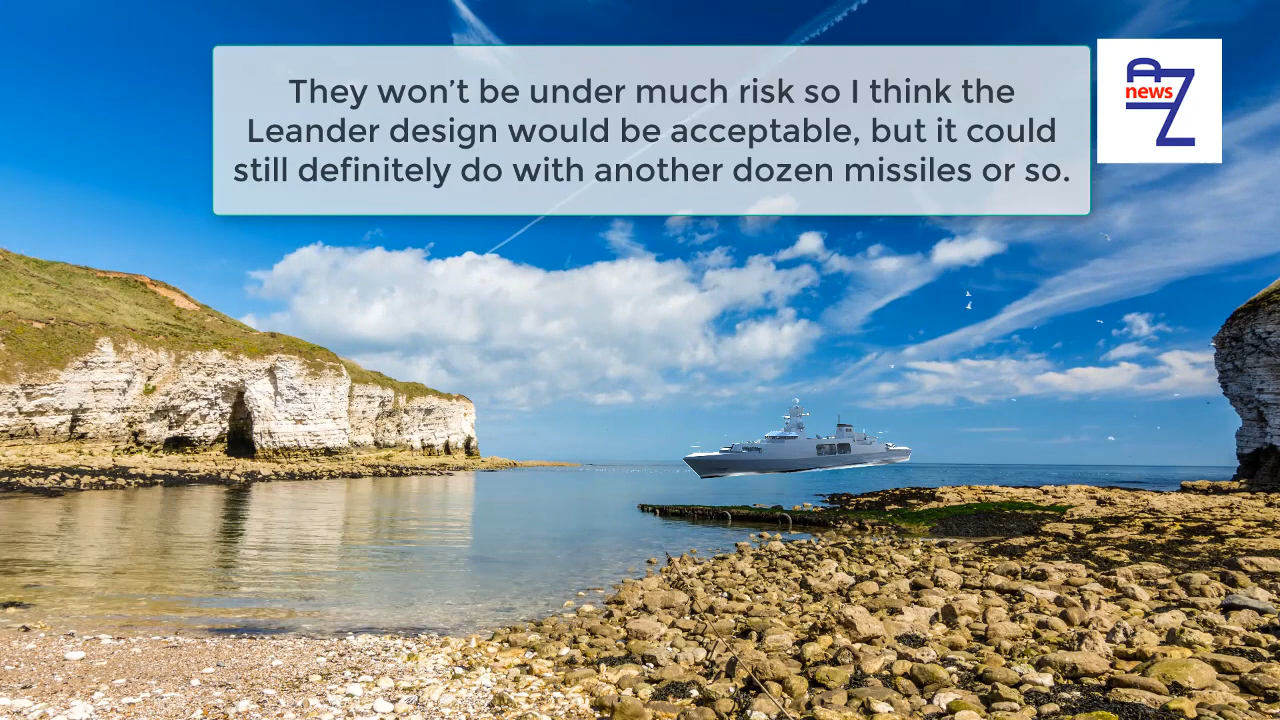 They won’t be under much risk so I think the
Leander design would be acceptable, but it could
still definitely do with another dozen missiles or so.
AZ
news